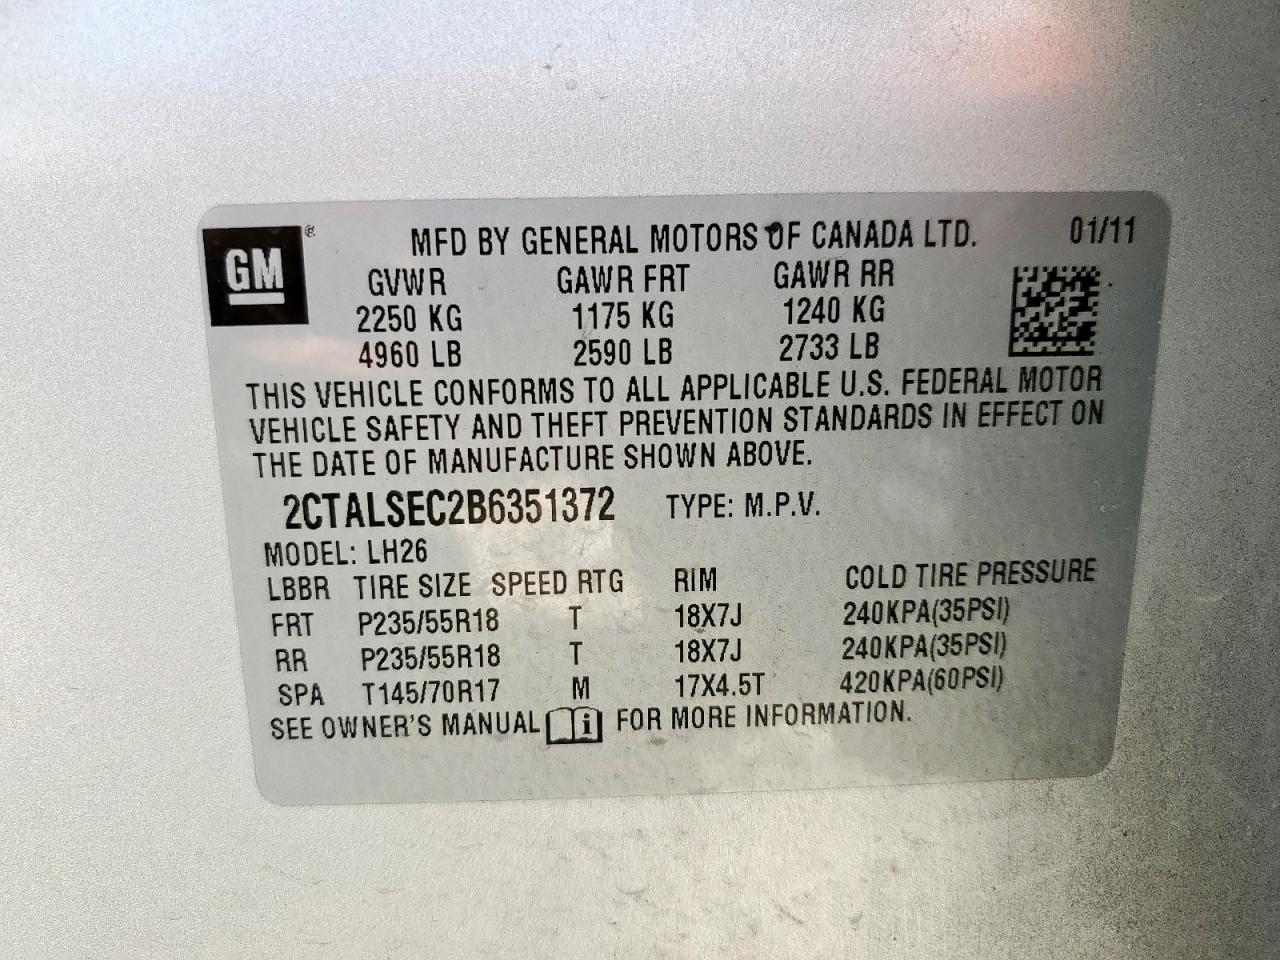 GM ®
MFD BY GENERAL MOTORS OF CANADA LTD. 01/11
GVWR GAWR FRT GAWR RR
2250 KG 1175 KG 1240 KG
4960 LB 2590 LB 2733 LB
THIS VEHICLE CONFORMS TO ALL APPLICABLE U.S. FEDERAL MOTOR
VEHICLE SAFETY AND THEFT PREVENTION STANDARDS IN EFFECT ON
THE DATE OF MANUFACTURE SHOWN ABOVE.
2CTALSEC2B6351372 TYPE: M.P.V.
MODEL: LH26
LBBR TIRE SIZE SPEED RTG RIM COLD TIRE PRESSURE
FRT P235/55R18 T 18X7J 240KPA(35PSI)
RR P235/55R18 T 18X7J 240KPA(35PSI)
SPA T145/70R17 M 17X4.5T 420KPA(60PSI)
SEE OWNER'S MANUAL i FOR MORE INFORMATION.